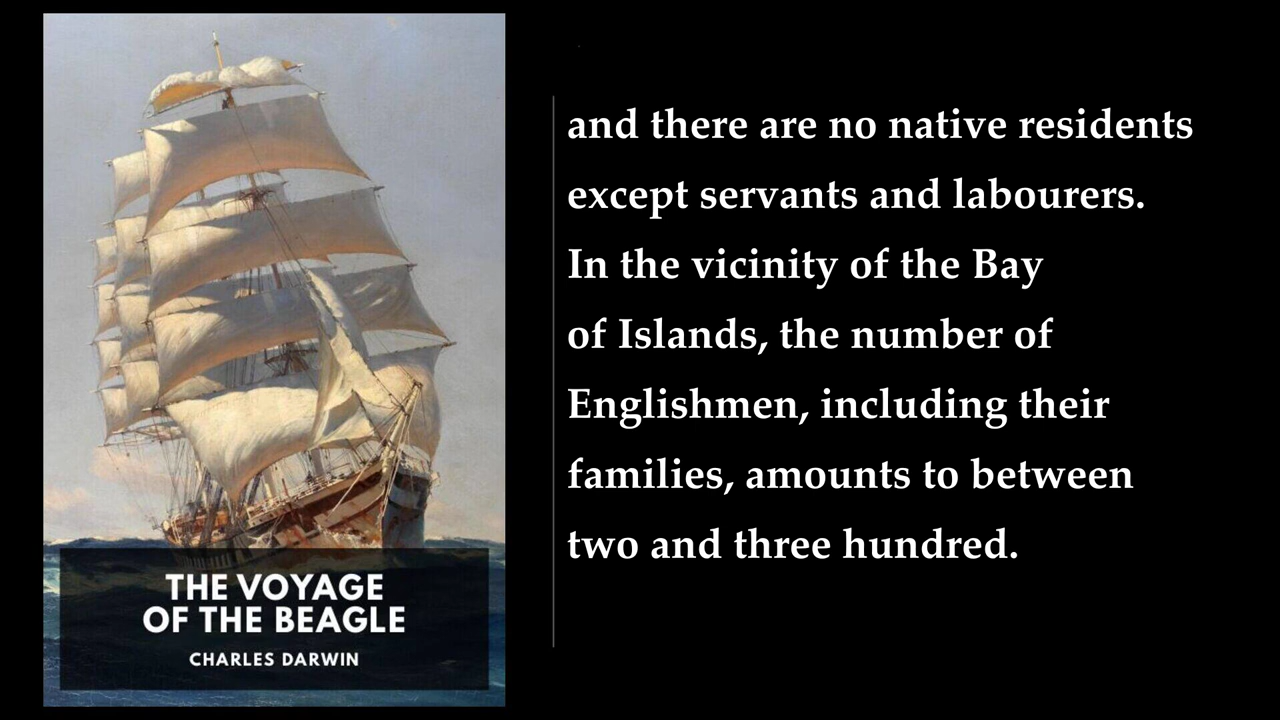 THE VOYAGE
OF THE BEAGLE
CHARLES DARWIN
and there are no native residents
except servants and labourers.
In the vicinity of the Bay
of Islands, the number of
Englishmen, including their
families, amounts to between
two and three hundred.